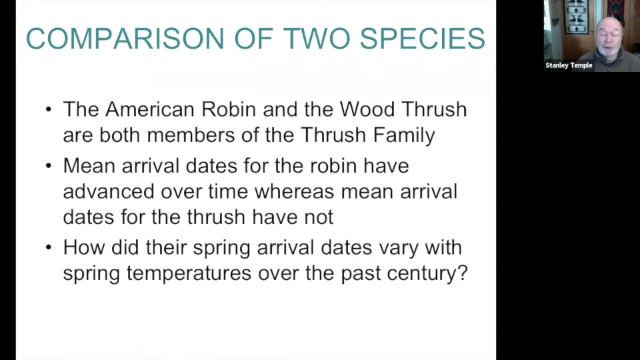 COMPARISON OF TWO SPECIES
• The American Robin and the Wood Thrush
are both members of the Thrush Family
• Mean arrival dates for the robin have
advanced over time whereas mean arrival
dates for the thrush have not
• How did their spring arrival dates vary with
spring temperatures over the past century?
Stanley Temple